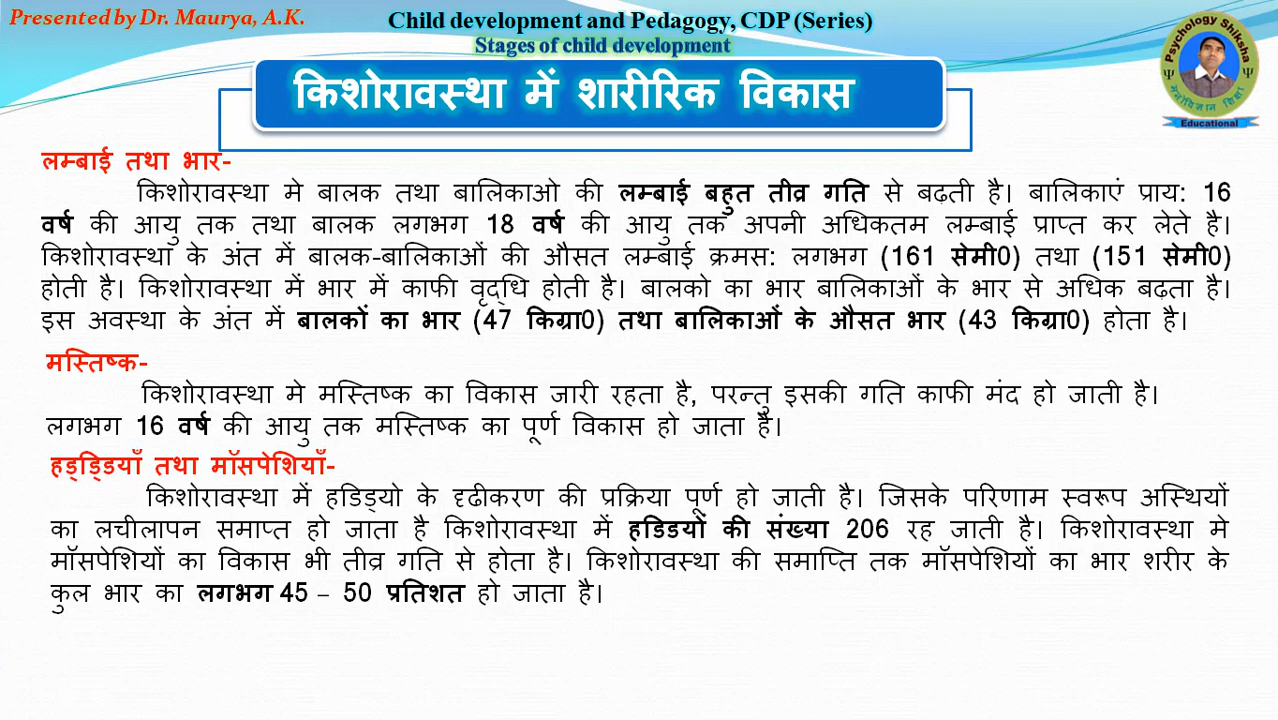 Presented by Dr. Maurya, A.K.
Child development and Pedagogy, CDP (Series)
Stages of child development
Psychology Shiksha
Ψ Ψ
मनोविज्ञान शिक्षा
Educational
किशोरावस्था में शारीरिक विकास
लम्बाई तथा भार-
किशोरावस्था मे बालक तथा बालिकाओ की लम्बाई बहुत तीव्र गति से बढ़ती है। बालिकाएं प्राय: 16
वर्ष की आयु तक तथा बालक लगभग 18 वर्ष की आयु तक अपनी अधिकतम लम्बाई प्राप्त कर लेते है।
किशोरावस्था के अंत में बालक-बालिकाओं की औसत लम्बाई क्रमस: लगभग (161 सेमी0) तथा (151 सेमी0)
होती है। किशोरावस्था में भार में काफी वृद्धि होती है। बालको का भार बालिकाओं के भार से अधिक बढ़ता है।
इस अवस्था के अंत में बालकों का भार (47 किग्रा0) तथा बालिकाओं के औसत भार (43 किग्रा0) होता है।
मस्तिष्क-
किशोरावस्था मे मस्तिष्क का विकास जारी रहता है, परन्तु इसकी गति काफी मंद हो जाती है।
लगभग 16 वर्ष की आयु तक मस्तिष्क का पूर्ण विकास हो जाता है।
हड्ड्डियाँ तथा मॉसपेशियाँ-
किशोरावस्था में हडिड्यो के दृढीकरण की प्रक्रिया पूर्ण हो जाती है। जिसके परिणाम स्वरूप अस्थियों
का लचीलापन समाप्त हो जाता है किशोरावस्था में हडिडयों की संख्या 206 रह जाती है। किशोरावस्था मे
मॉसपेशियों का विकास भी तीव्र गति से होता है। किशोरावस्था की समाप्ति तक मॉसपेशियों का भार शरीर के
कुल भार का लगभग 45 – 50 प्रतिशत हो जाता है।